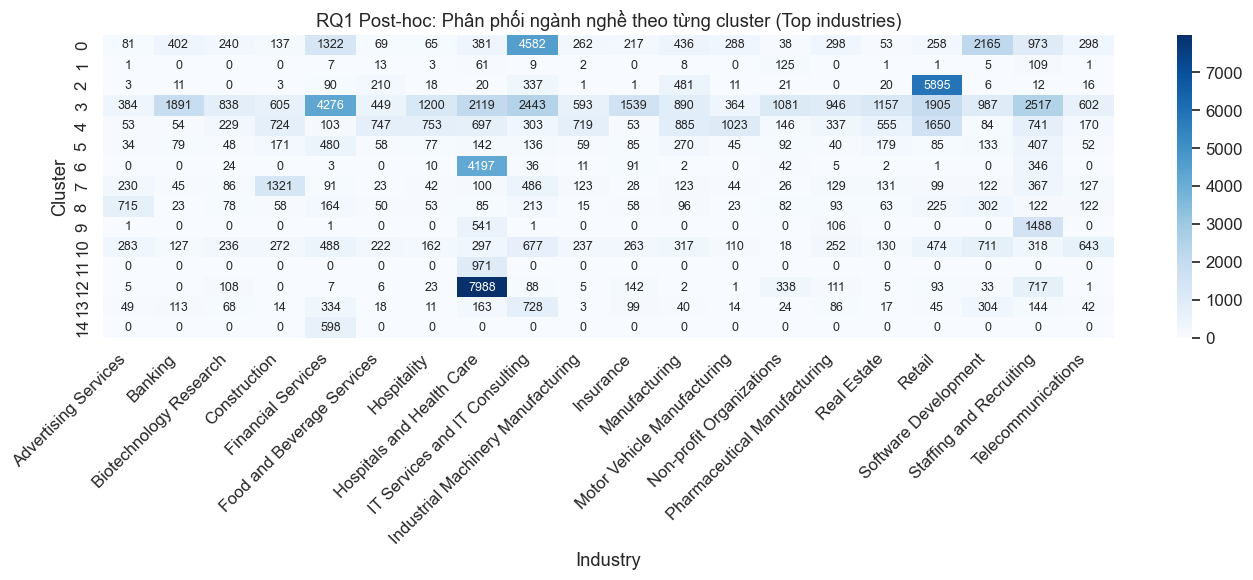 RQ1 Post-hoc: Phân phối ngành nghề theo từng cluster (Top industries)
0 81 402 240 137 1322 69 65 381 4582 262 217 436 288 38 298 53 258 2165 973 298
1 1 0 0 0 7 13 3 61 9 2 0 8 0 125 0 1 1 5 109 1
2 3 11 0 3 90 210 18 20 337 1 1 481 11 21 0 20 5895 6 12 16
3 384 1891 838 605 4276 449 1200 2119 2443 593 1539 890 364 1081 946 1157 1905 987 2517 602
4 53 54 229 724 103 747 753 697 303 719 53 885 1023 146 337 555 1650 84 741 170
5 34 79 48 171 480 58 77 142 136 59 85 270 45 92 40 179 85 133 407 52
6 0 0 24 0 3 0 10 4197 36 11 91 2 0 42 5 2 1 0 346 0
7 230 45 86 1321 91 23 42 100 486 123 28 123 44 26 129 131 99 122 367 127
8 715 23 78 58 164 50 53 85 213 15 58 96 23 82 93 63 225 302 122 122
9 1 0 0 0 1 0 0 541 1 0 0 0 0 0 106 0 0 0 1488 0
10 283 127 236 272 488 222 162 297 677 237 263 317 110 18 252 130 474 711 318 643
11 0 0 0 0 0 0 0 971 0 0 0 0 0 0 0 0 0 0 0 0
12 5 0 108 0 7 6 23 7988 88 5 142 2 1 338 111 5 93 33 717 1
13 49 113 68 14 334 18 11 163 728 3 99 40 14 24 86 17 45 304 144 42
14 0 0 0 0 598 0 0 0 0 0 0 0 0 0 0 0 0 0 0 0
Cluster
Advertising Services
Banking
Biotechnology Research
Construction
Financial Services
Food and Beverage Services
Hospitality
Hospitals and Health Care
IT Services and IT Consulting
Industrial Machinery Manufacturing
Insurance
Manufacturing
Motor Vehicle Manufacturing
Non-profit Organizations
Pharmaceutical Manufacturing
Real Estate
Retail
Software Development
Staffing and Recruiting
Telecommunications
Industry
7000
6000
5000
4000
3000
2000
1000
0